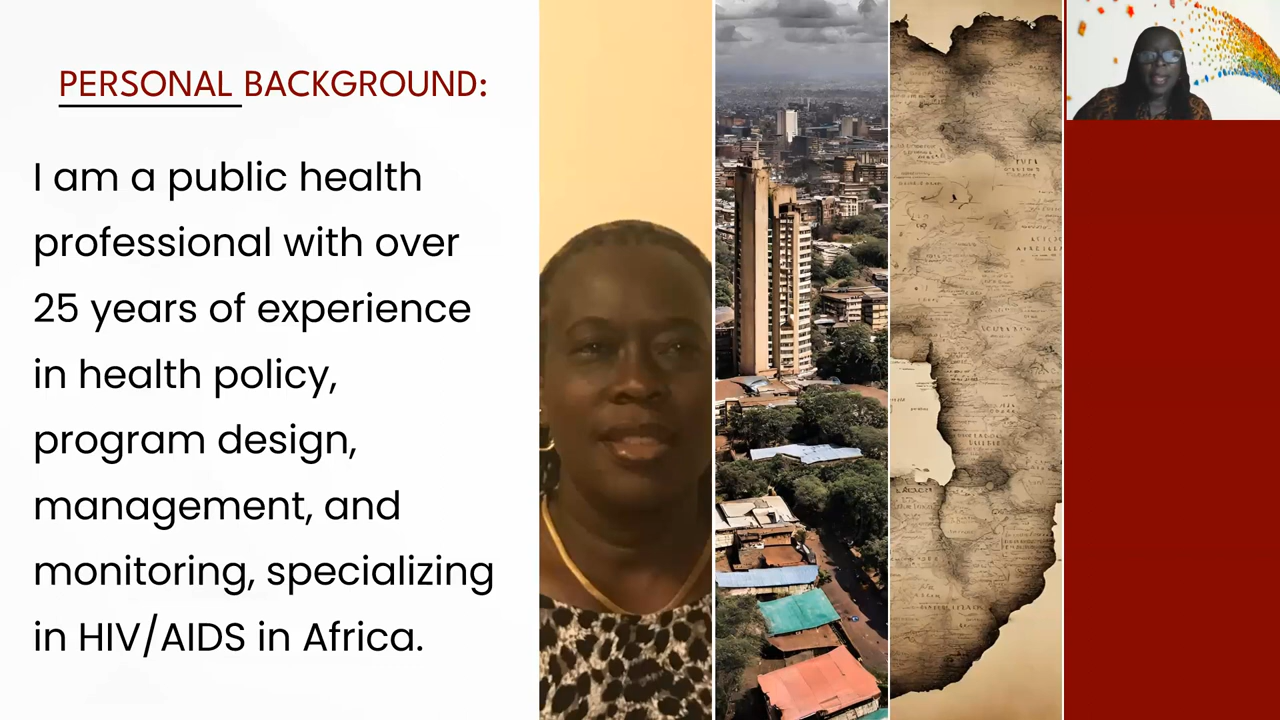 PERSONAL BACKGROUND:
I am a public health
professional with over
25 years of experience
in health policy,
program design,
management, and
monitoring, specializing
in HIV/AIDS in Africa.